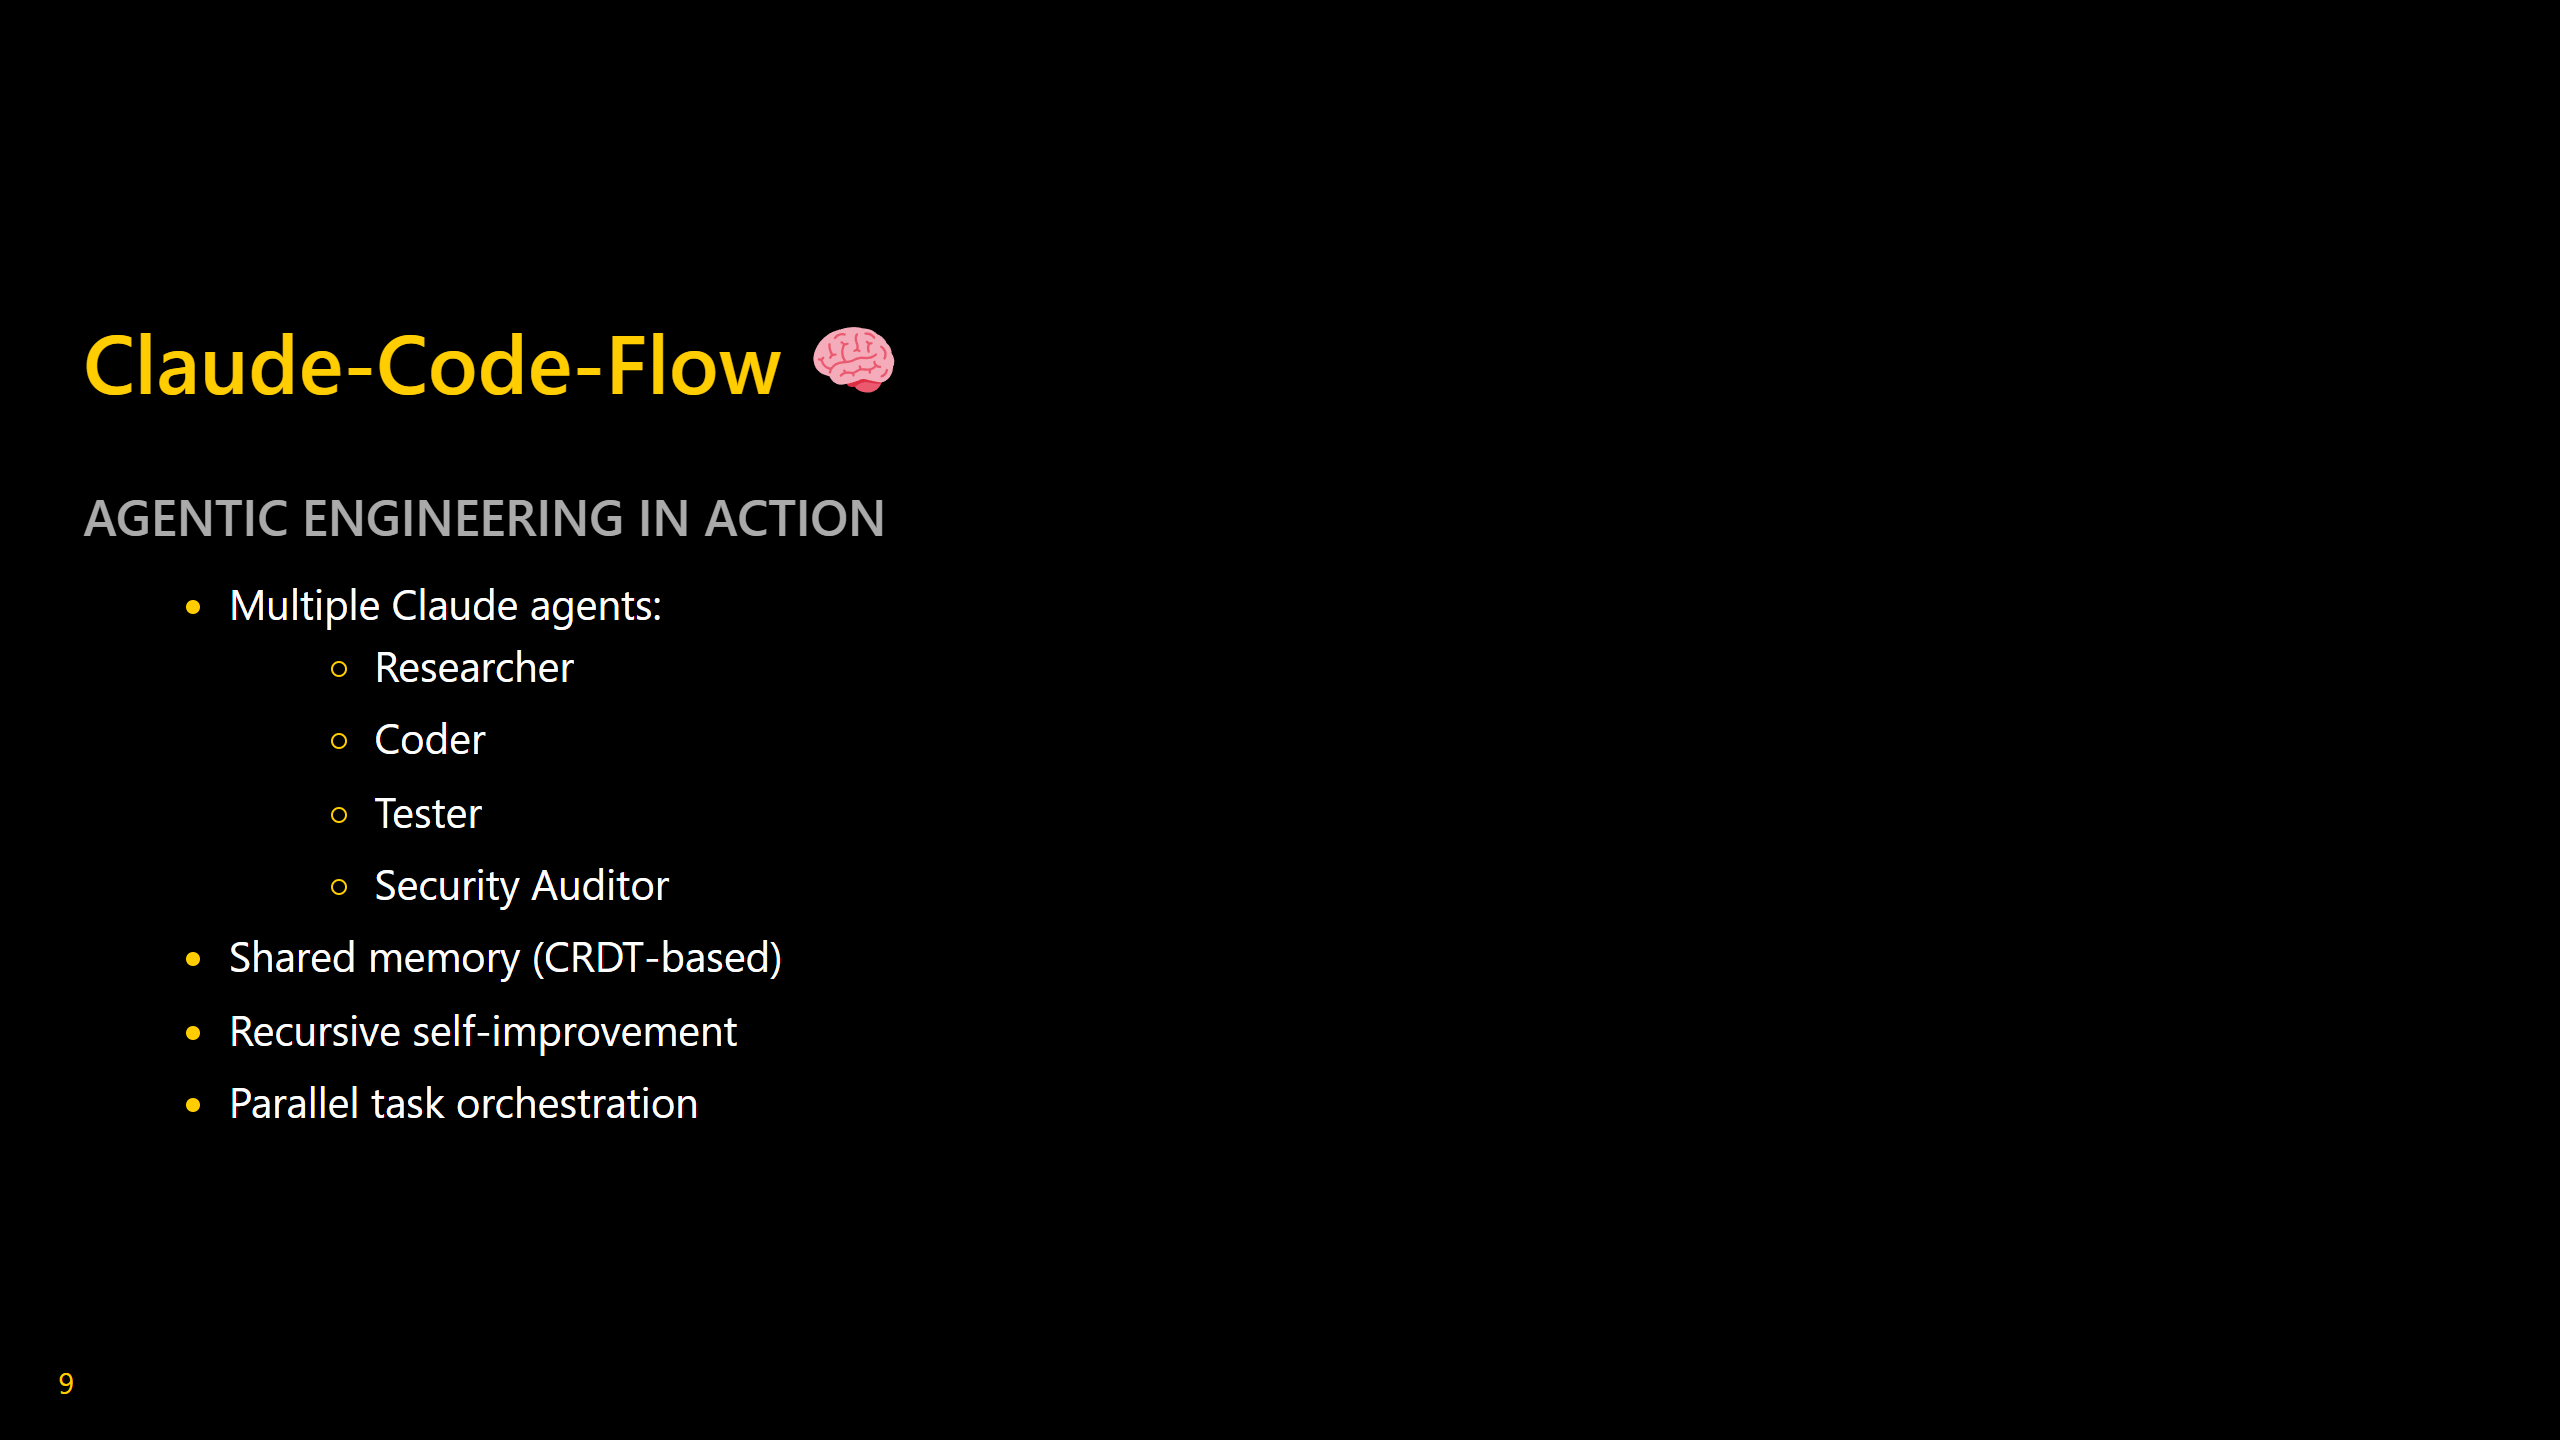 Claude-Code-Flow 🧠
AGENTIC ENGINEERING IN ACTION
• Multiple Claude agents:
○ Researcher
○ Coder
○ Tester
○ Security Auditor
• Shared memory (CRDT-based)
• Recursive self-improvement
• Parallel task orchestration
9